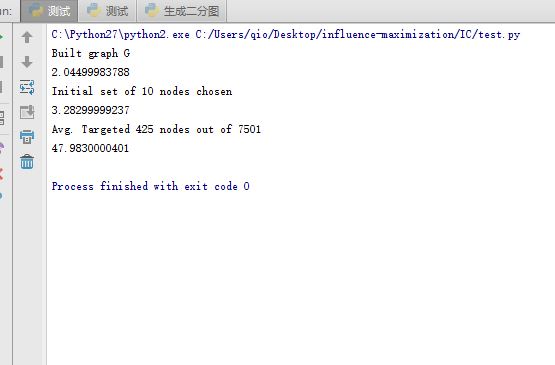 un:
测试
测试
生成二分图
C:\Python27\python2.exe C:/Users/qio/Desktop/influence-maximization/IC/test.py
Built graph G
2.04499983788
Initial set of 10 nodes chosen
3.28299999237
Avg. Targeted 425 nodes out of 7501
47.9830000401
Process finished with exit code 0